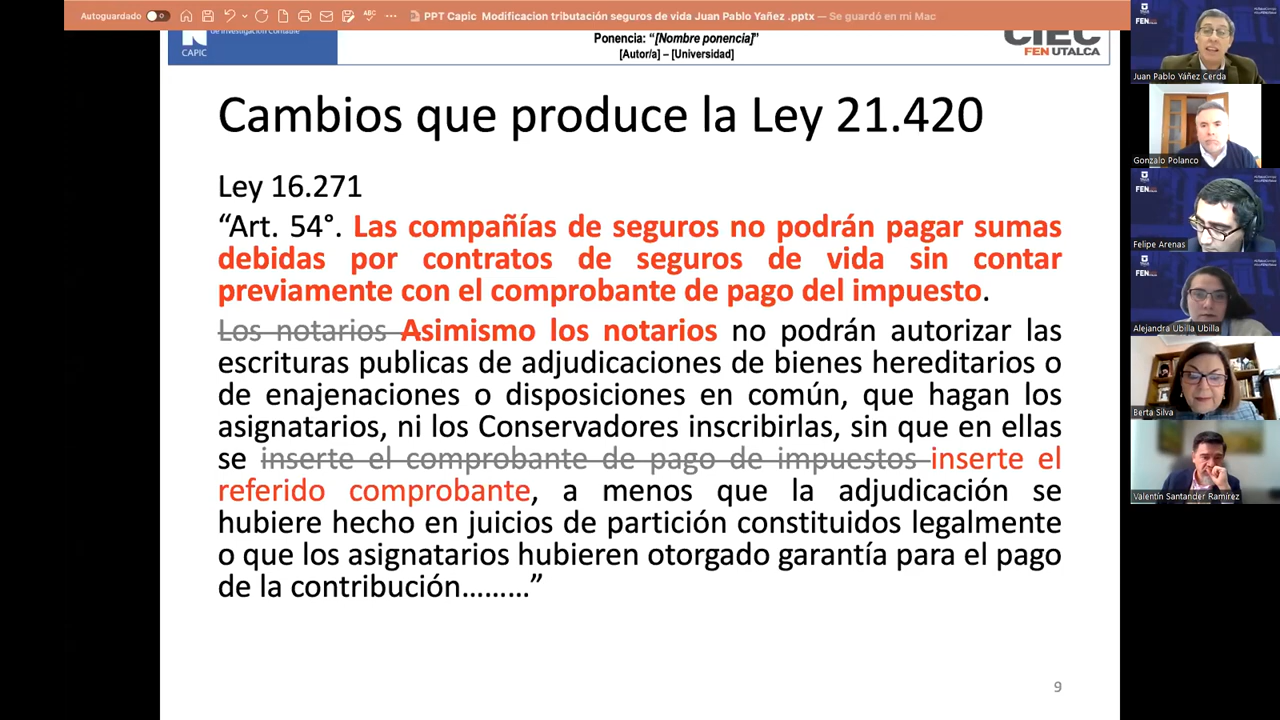 Autoguardado
PPT Capic Modificacion tributación seguros de vida Juan Pablo Yañez .pptx — Se guardó en mi Mac
de Investigación Contable
CAPIC
Ponencia: “[Nombre ponencia]”
[Autor/a] – [Universidad]
CIEC
FEN UTALCA
Cambios que produce la Ley 21.420
Ley 16.271
“Art. 54°. Las compañías de seguros no podrán pagar sumas
debidas por contratos de seguros de vida sin contar
previamente con el comprobante de pago del impuesto.
Los notarios Asimismo los notarios no podrán autorizar las
escrituras publicas de adjudicaciones de bienes hereditarios o
de enajenaciones o disposiciones en común, que hagan los
asignatarios, ni los Conservadores inscribirlas, sin que en ellas
se inserte el comprobante de pago de impuestos inserte el
referido comprobante, a menos que la adjudicación se
hubiere hecho en juicios de partición constituidos legalmente
o que los asignatarios hubieren otorgado garantía para el pago
de la contribución………”
9
FEN
Juan Pablo Yáñez Cerda
Gonzalo Polanco
FEN
Felipe Arenas
FEN
Alejandra Ubilla Ubilla
Berta Silva
Valentín Santander Ramírez